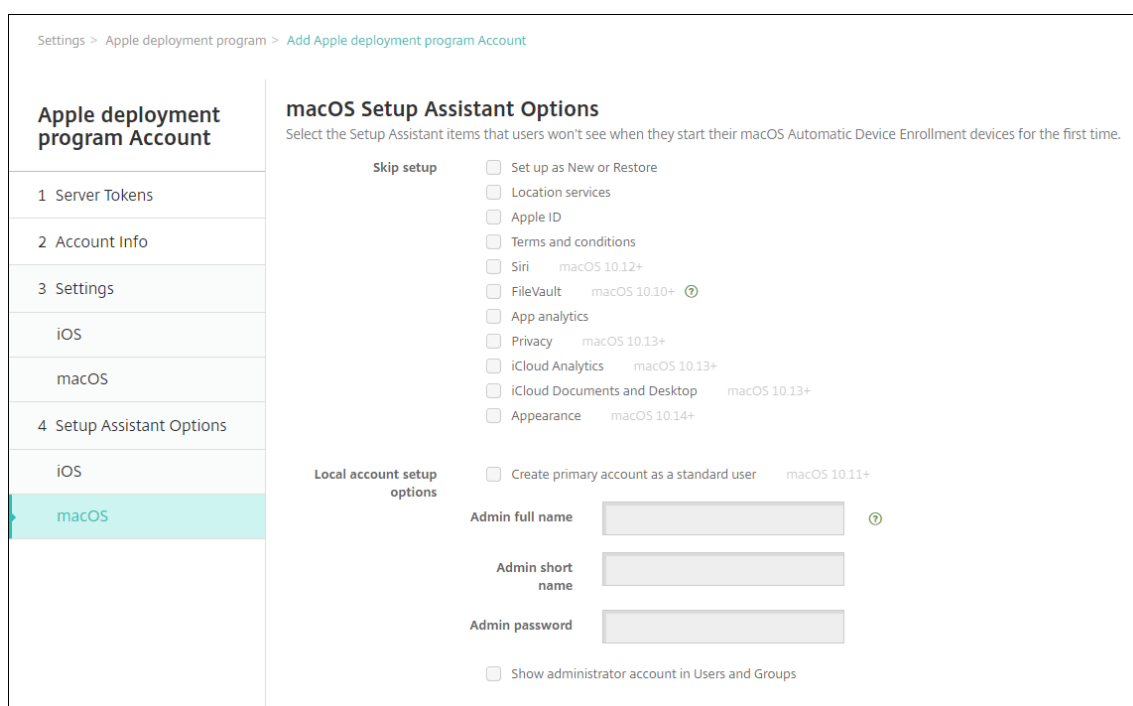 Settings > Apple deployment program > Add Apple deployment program Account
Apple deployment
program Account
1 Server Tokens
2 Account Info
3 Settings
iOS
macOS
4 Setup Assistant Options
iOS
macOS
macOS Setup Assistant Options
Select the Setup Assistant items that users won't see when they start their macOS Automatic Device Enrollment devices for the first time.
Skip setup
Set up as New or Restore
Location services
Apple ID
Terms and conditions
Siri macOS 10.12+
FileVault macOS 10.10+ ?
App analytics
Privacy macOS 10.13+
iCloud Analytics macOS 10.13+
iCloud Documents and Desktop macOS 10.13+
Appearance macOS 10.14+
Local account setup
options
Create primary account as a standard user macOS 10.11+
Admin full name ?
Admin short
name
Admin password
Show administrator account in Users and Groups